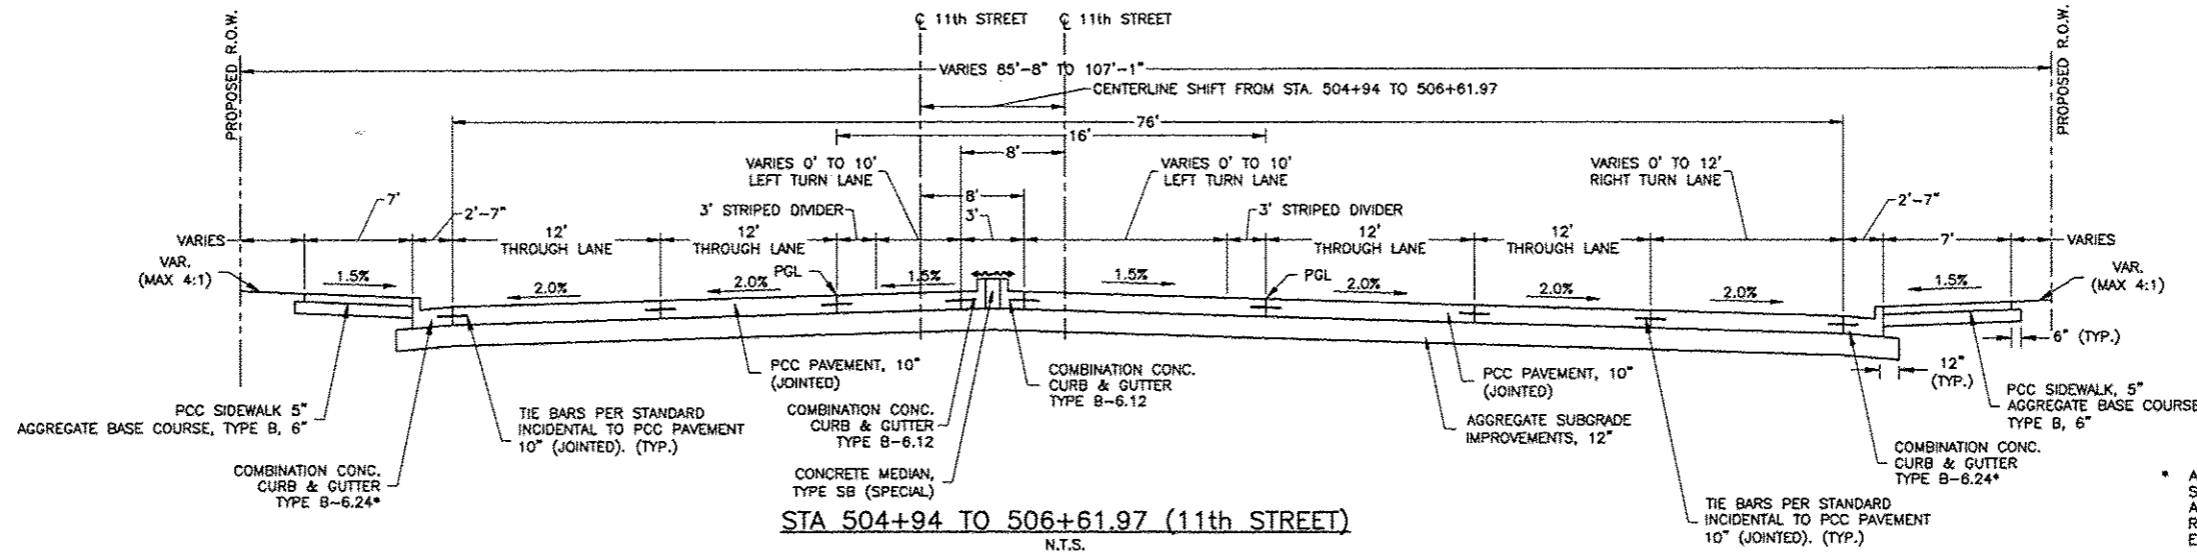 ℄ 11th STREET
℄ 11th STREET
PROPOSED R.O.W.
PROPOSED R.O.W.
VARIES 85'-8" TO 107'-1"
CENTERLINE SHIFT FROM STA. 504+94 TO 506+61.97
76'
16'
8'
VARIES 0' TO 10'
LEFT TURN LANE
VARIES 0' TO 10'
LEFT TURN LANE
VARIES 0' TO 12'
RIGHT TURN LANE
7'
2'-7"
8'
3' STRIPED DIVIDER
3'
3' STRIPED DIVIDER
2'-7"
VARIES
12'
THROUGH LANE
12'
THROUGH LANE
12'
THROUGH LANE
12'
THROUGH LANE
7'
VARIES
VAR.
(MAX 4:1)
1.5%
2.0%
2.0%
PGL
1.5%
1.5%
PGL
2.0%
2.0%
2.0%
1.5%
VAR.
(MAX 4:1)
6" (TYP.)
12"
(TYP.)
PCC SIDEWALK 5"
AGGREGATE BASE COURSE, TYPE B, 6"
COMBINATION CONC.
CURB & GUTTER
TYPE B-6.24*
TIE BARS PER STANDARD
INCIDENTAL TO PCC PAVEMENT
10" (JOINTED). (TYP.)
PCC PAVEMENT, 10"
(JOINTED)
COMBINATION CONC.
CURB & GUTTER
TYPE B-6.12
CONCRETE MEDIAN,
TYPE SB (SPECIAL)
COMBINATION CONC.
CURB & GUTTER
TYPE B-6.12
PCC PAVEMENT, 10"
(JOINTED)
AGGREGATE SUBGRADE
IMPROVEMENTS, 12"
PCC SIDEWALK, 5"
AGGREGATE BASE COURSE
TYPE B, 6"
COMBINATION CONC.
CURB & GUTTER
TYPE B-6.24*
TIE BARS PER STANDARD
INCIDENTAL TO PCC PAVEMENT
10" (JOINTED). (TYP.)
STA 504+94 TO 506+61.97 (11th STREET)
N.T.S.